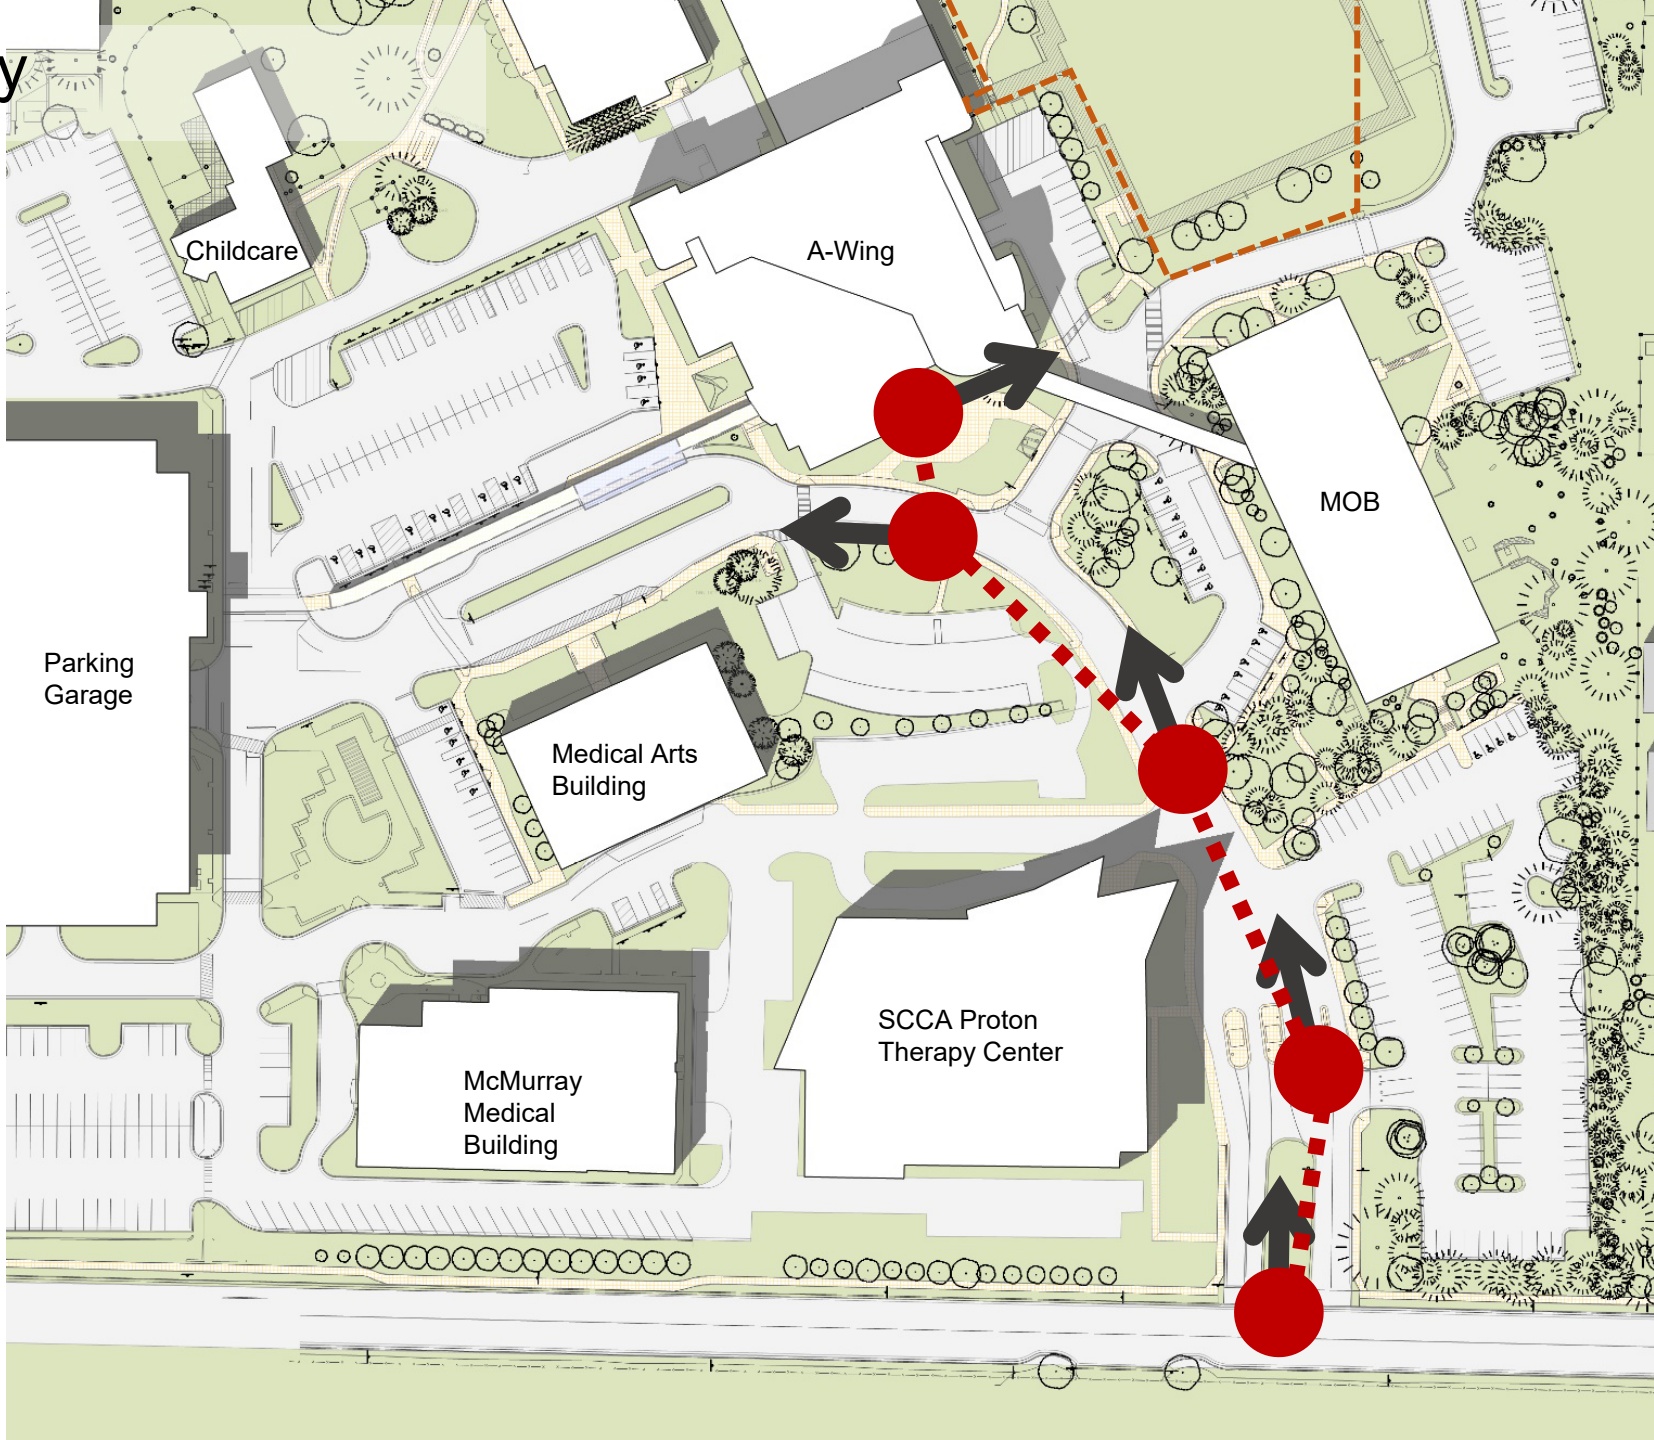 y
Childcare
A-Wing
MOB
Parking
Garage
Medical Arts
Building
SCCA Proton
Therapy Center
McMurray
Medical
Building